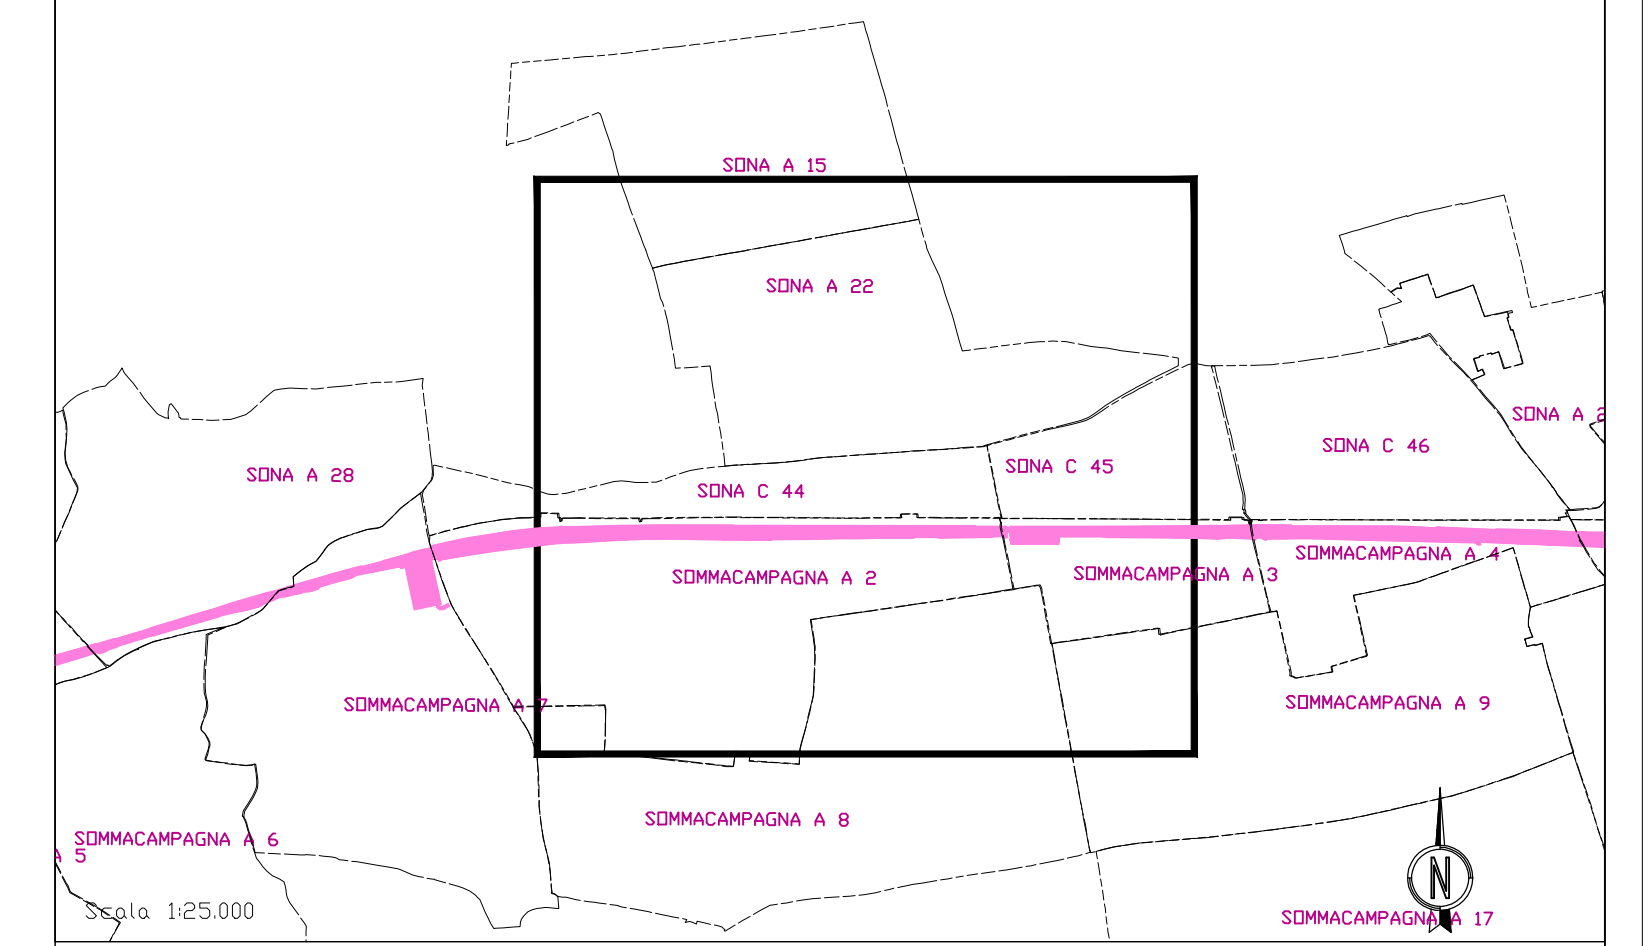 SONA A 15
SONA A 22
SONA A 2
SONA C 46
SONA C 45
SONA A 28
SONA C 44
SOMMACAMPAGNA A 4
SOMMACAMPAGNA A 3
SOMMACAMPAGNA A 2
SOMMACAMPAGNA A 9
SOMMACAMPAGNA A 7
SOMMACAMPAGNA A 8
SOMMACAMPAGNA A 6
A 5
N
Scala 1:25.000
SOMMACAMPAGNA A 17